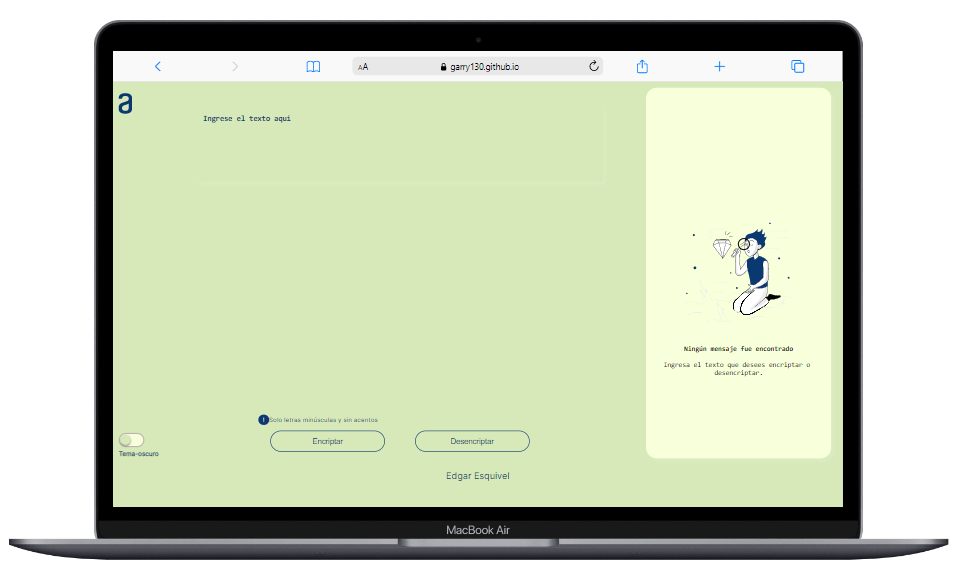 AA
garry130.github.io
a
Ingrese el texto aqui
Ningún mensaje fue encontrado
Ingresa el texto que desees encriptar o
desencriptar.
!Solo letras minúsculas y sin acentos
Encriptar
Desencriptar
Tema-oscuro
Edgar Esquivel
MacBook Air